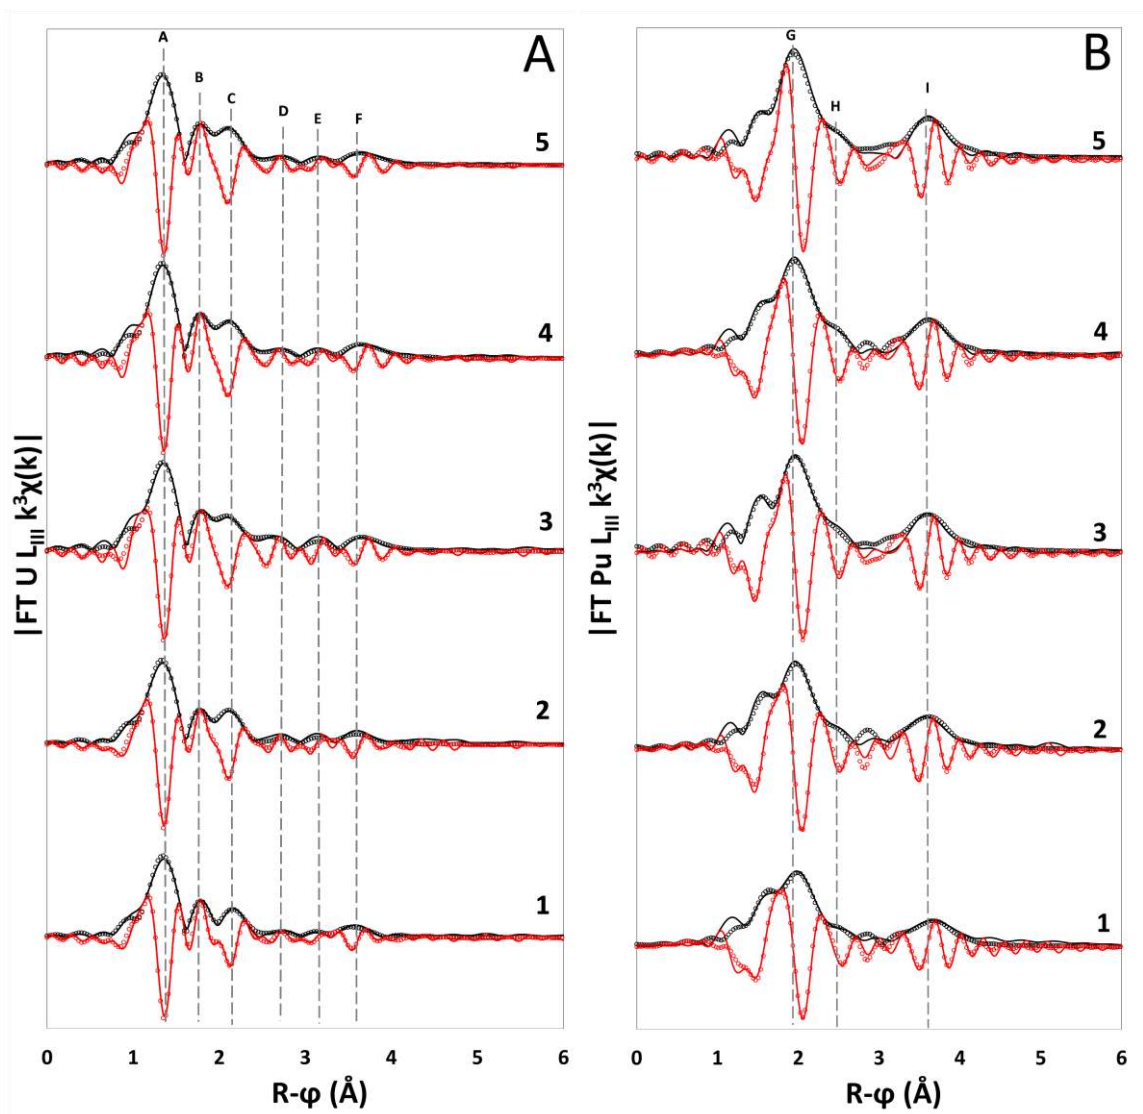 A
A
B
C
D
E
F
5
4
3
2
1
|FT U L_III k³χ(k)|
0 1 2 3 4 5 6
R-φ (Å)
B
G
H
I
5
4
3
2
1
|FT Pu L_III k³χ(k)|
0 1 2 3 4 5 6
R-φ (Å)